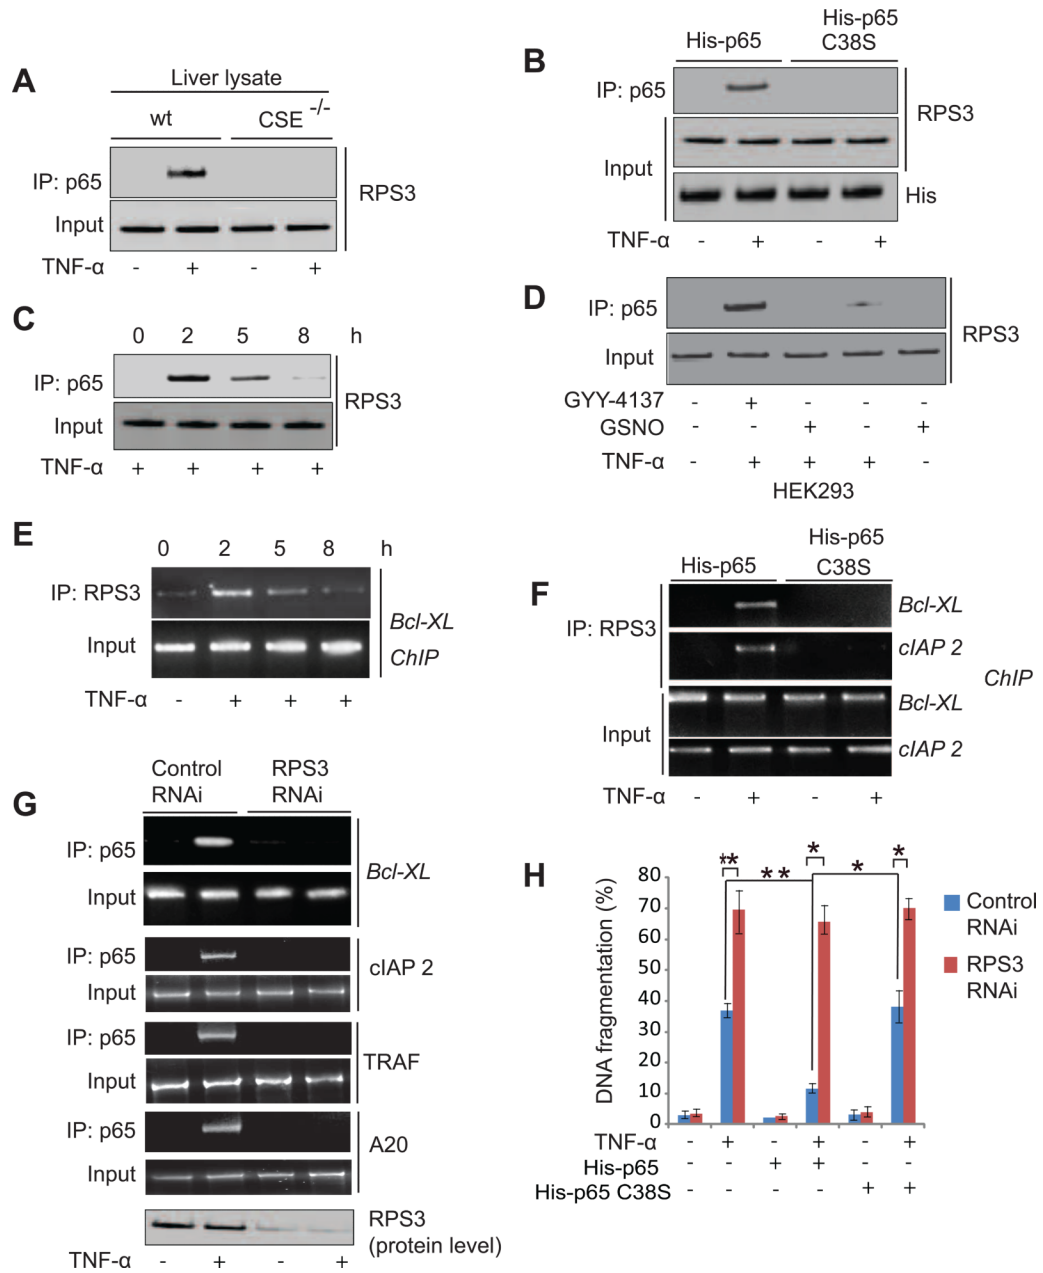 A
Liver lysate
wt CSE -/-
IP: p65
Input
RPS3
TNF-α - + - +
B
His-p65 His-p65 C38S
IP: p65
Input
RPS3
His
TNF-α - + - +
C
0 2 5 8 h
IP: p65
Input
RPS3
TNF-α + + + +
D
IP: p65
Input
RPS3
GYY-4137 - + - - -
GSNO - - + - +
TNF-α - + + + -
HEK293
E
0 2 5 8 h
IP: RPS3
Input
Bcl-XL
ChIP
TNF-α - + + +
F
His-p65 His-p65 C38S
IP: RPS3
Bcl-XL
cIAP 2
ChIP
Input
Bcl-XL
cIAP 2
TNF-α - + - +
G
Control RNAi RPS3 RNAi
IP: p65
Input
Bcl-XL
IP: p65
Input
cIAP 2
IP: p65
Input
TRAF
IP: p65
Input
A20
RPS3
(protein level)
TNF-α - + - +
H
** ** * * *
DNA fragmentation (%)
80
70
60
50
40
30
20
10
0
Control
RNAi
RPS3
RNAi
TNF-α - + - + - +
His-p65 - - + + - -
His-p65 C38S - - - - + +